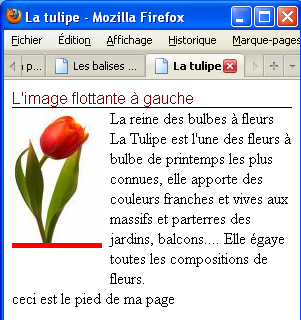 La tulipe - Mozilla Firefox
Fichier Édition Affichage Historique Marque-pages
p... Les balises La tulipe
L'image flottante à gauche
La reine des bulbes à fleurs
La Tulipe est l'une des fleurs à
bulbe de printemps les plus
connues, elle apporte des
couleurs franches et vives aux
massifs et parterres des
jardins, balcons.... Elle égaye
toutes les compositions de
fleurs.
ceci est le pied de ma page